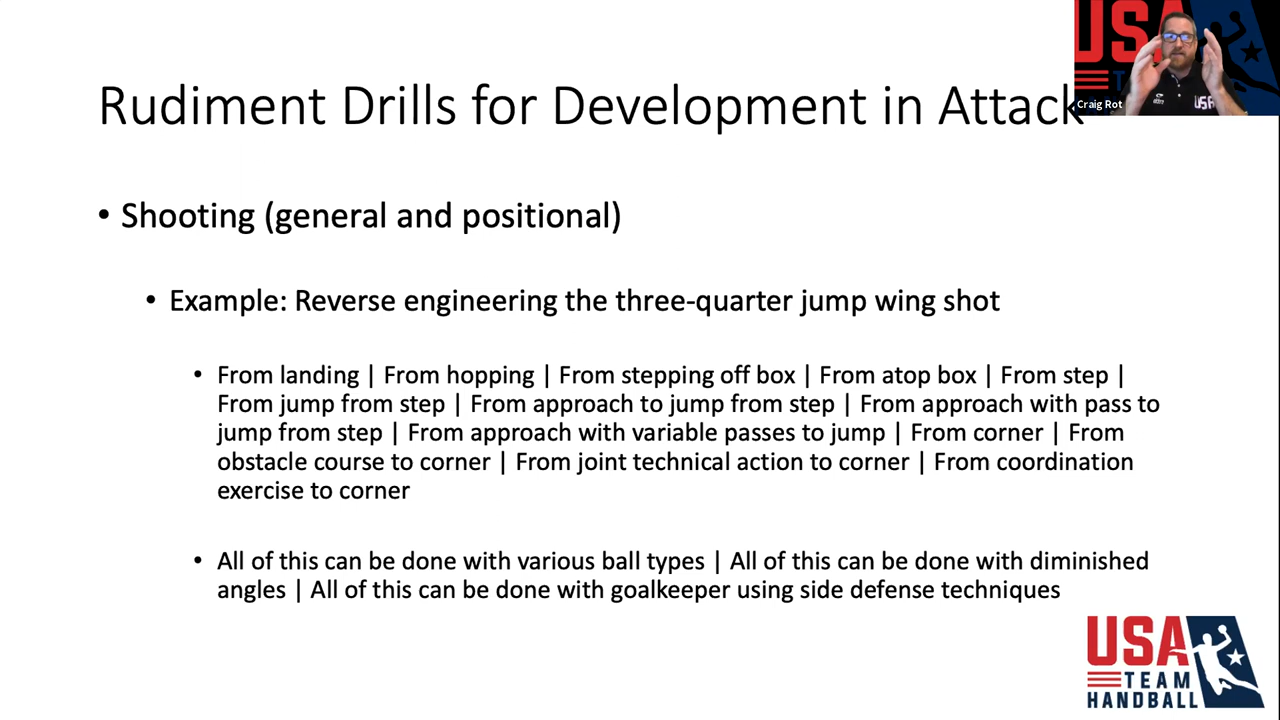 Rudiment Drills for Development in Attack
USA
Craig Rot
USA
• Shooting (general and positional)
• Example: Reverse engineering the three-quarter jump wing shot
• From landing | From hopping | From stepping off box | From atop box | From step |
From jump from step | From approach to jump from step | From approach with pass to
jump from step | From approach with variable passes to jump | From corner | From
obstacle course to corner | From joint technical action to corner | From coordination
exercise to corner
• All of this can be done with various ball types | All of this can be done with diminished
angles | All of this can be done with goalkeeper using side defense techniques
USA
TEAM
HANDBALL